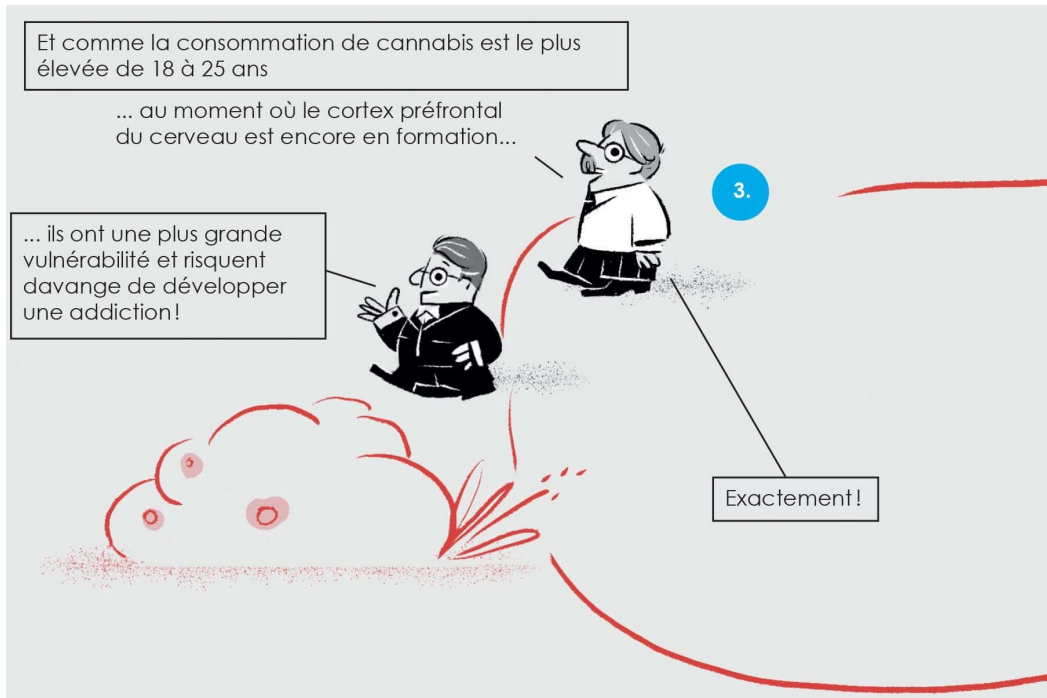 Et comme la consommation de cannabis est le plus
élevée de 18 à 25 ans
... au moment où le cortex préfrontal
du cerveau est encore en formation...
3.
... ils ont une plus grande
vulnérabilité et risquent
davange de développer
une addiction !
Exactement !